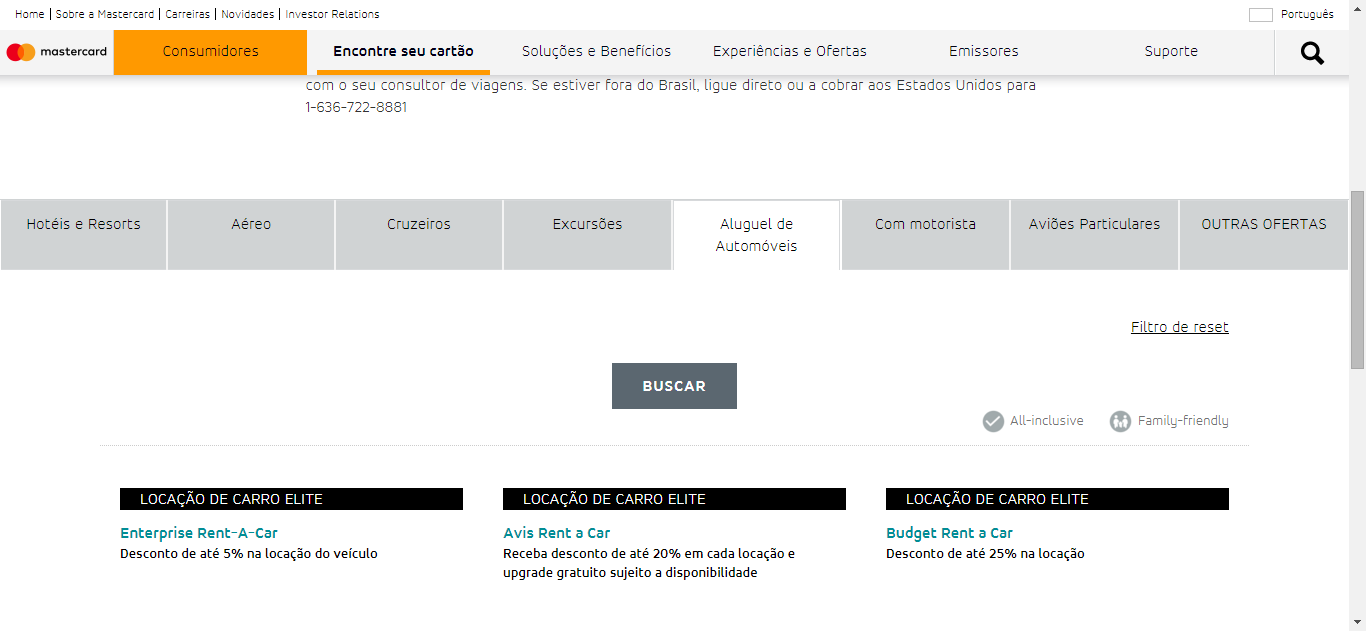 Home | Sobre a Mastercard | Carreiras | Novidades | Investor Relations
Português
mastercard
Consumidores
Encontre seu cartão
Soluções e Benefícios
Experiências e Ofertas
Emissores
Suporte
com o seu consultor de viagens. Se estiver fora do Brasil, ligue direto ou a cobrar aos Estados Unidos para
1-636-722-8881
Hotéis e Resorts
Aéreo
Cruzeiros
Excursões
Aluguel de
Automóveis
Com motorista
Aviões Particulares
OUTRAS OFERTAS
Filtro de reset
BUSCAR
All-inclusive
Family-friendly
LOCAÇÃO DE CARRO ELITE
Enterprise Rent-A-Car
Desconto de até 5% na locação do veículo
LOCAÇÃO DE CARRO ELITE
Avis Rent a Car
Receba desconto de até 20% em cada locação e
upgrade gratuito sujeito a disponibilidade
LOCAÇÃO DE CARRO ELITE
Budget Rent a Car
Desconto de até 25% na locação